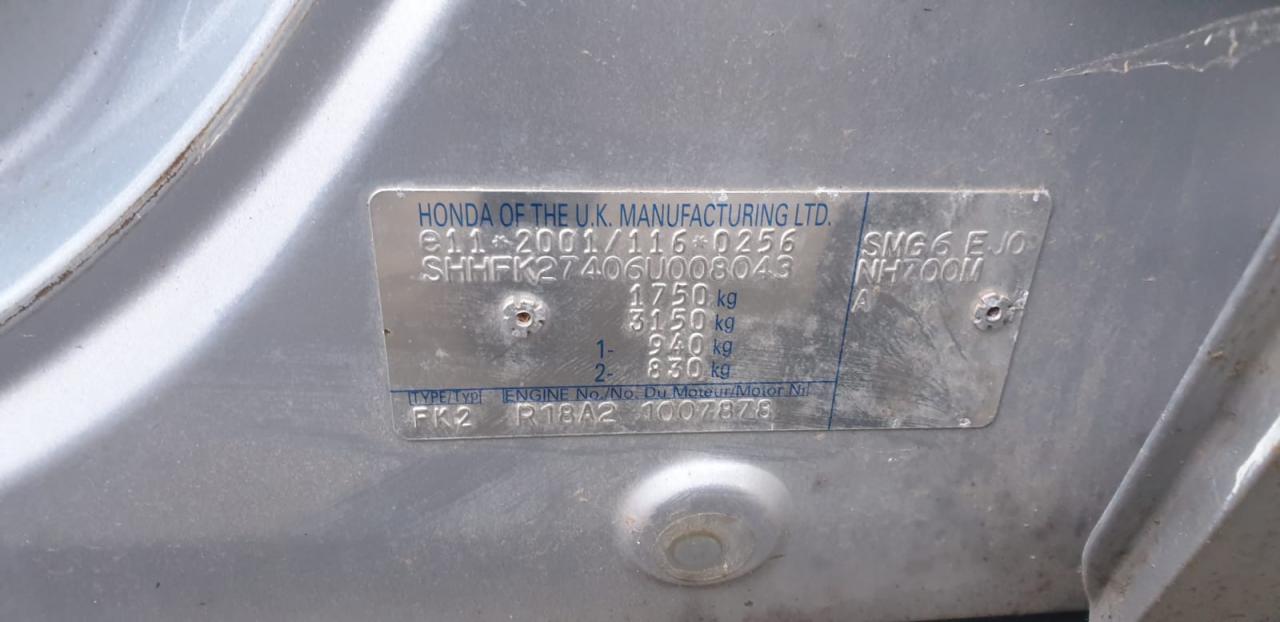 HONDA OF THE U.K. MANUFACTURING LTD.
e11*2001/116*0256
SHHFK27406U008043
1750 kg
3150 kg
1- 940 kg
2- 830 kg
TYPE/Typ ENGINE No./No. Du Moteur/Motor Nr
FK2 R18A2 1007878
SMG6 EJO
NH700M
A